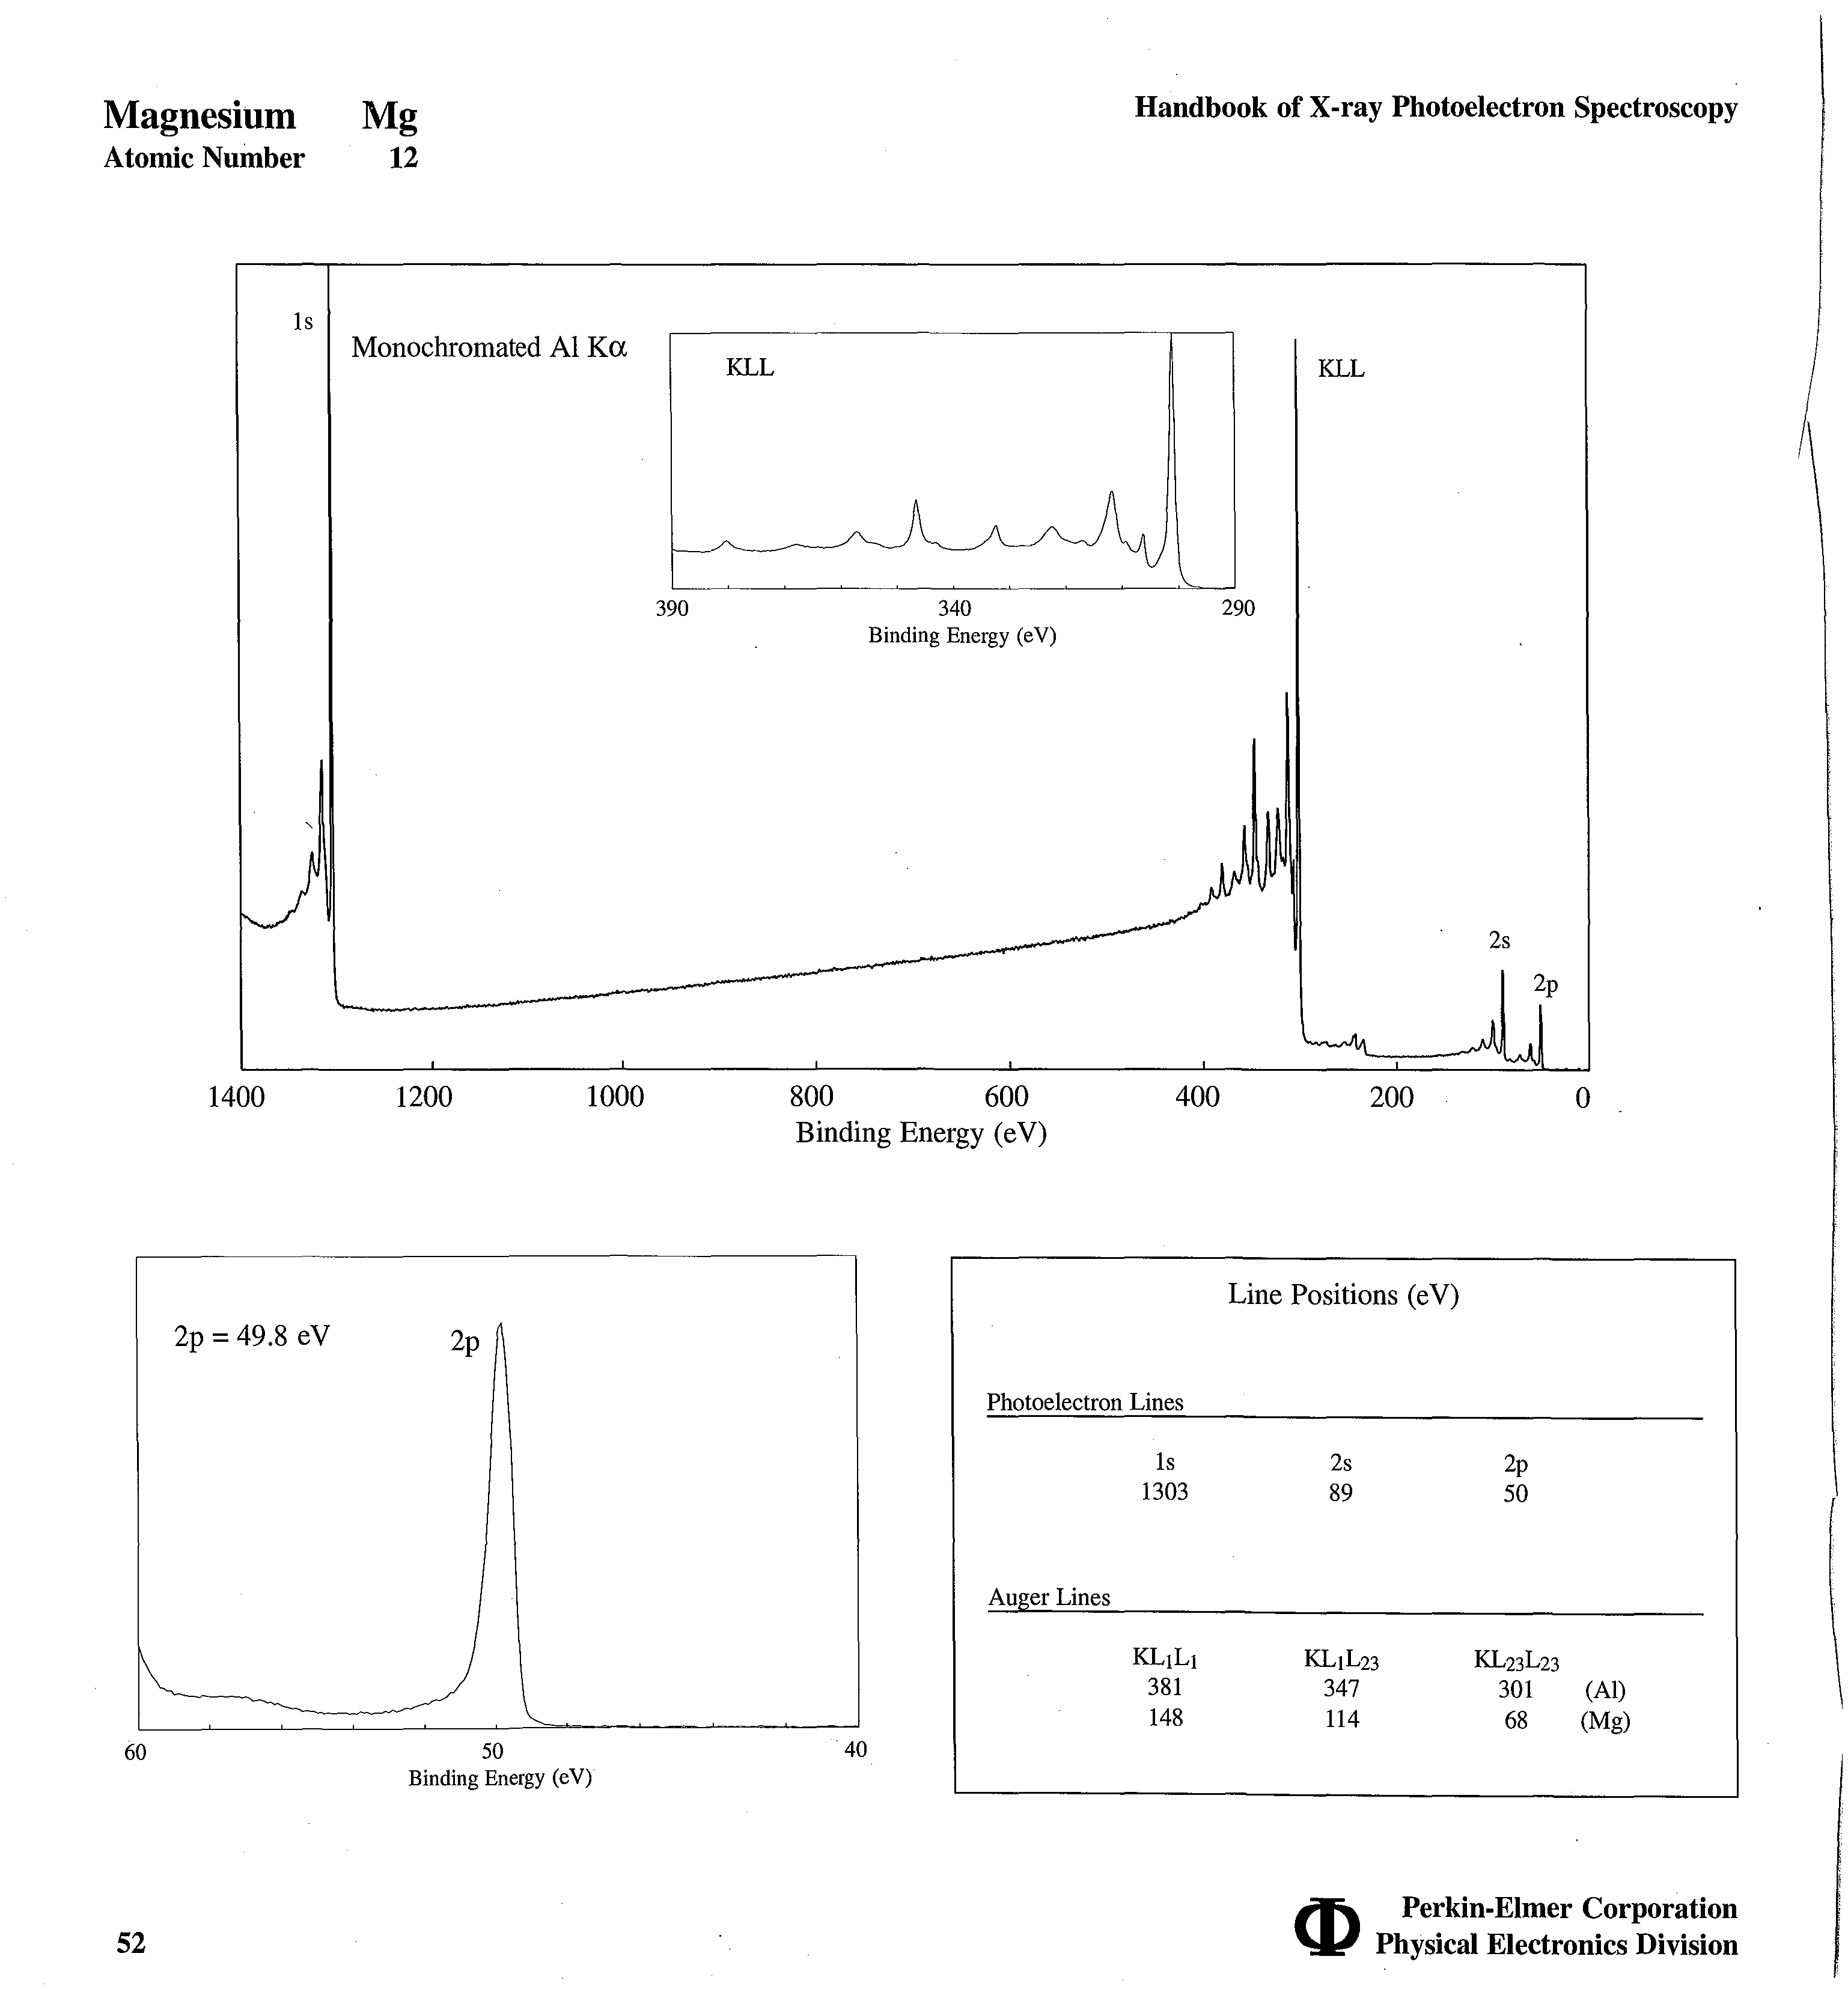 Magnesium Mg
Atomic Number 12
Handbook of X-ray Photoelectron Spectroscopy
1s
Monochromated Al Kα
KLL
KLL
390 340 290
Binding Energy (eV)
2s
2p
1400 1200 1000 800 600 400 200 0
Binding Energy (eV)
2p = 49.8 eV
2p
60 50 40
Binding Energy (eV)
Line Positions (eV)
Photoelectron Lines
1s 2s 2p
1303 89 50
Auger Lines
KL₁L₁ KL₁L₂₃ KL₂₃L₂₃
381 347 301 (Al)
148 114 68 (Mg)
52
Φ Perkin-Elmer Corporation
Physical Electronics Division